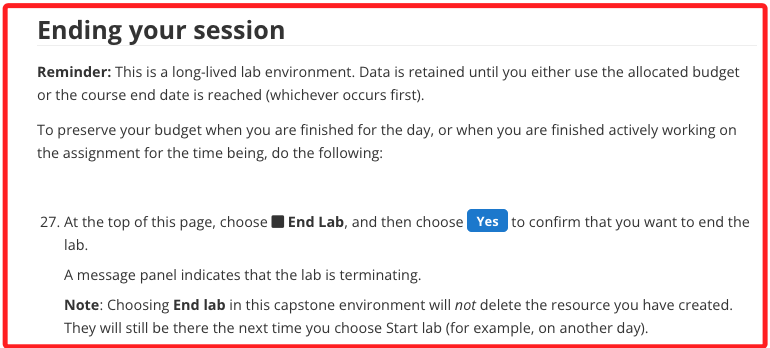 Ending your session
Reminder: This is a long-lived lab environment. Data is retained until you either use the allocated budget
or the course end date is reached (whichever occurs first).
To preserve your budget when you are finished for the day, or when you are finished actively working on
the assignment for the time being, do the following:
27. At the top of this page, choose ■ End Lab, and then choose Yes to confirm that you want to end the
lab.
A message panel indicates that the lab is terminating.
Note: Choosing End lab in this capstone environment will not delete the resource you have created.
They will still be there the next time you choose Start lab (for example, on another day).